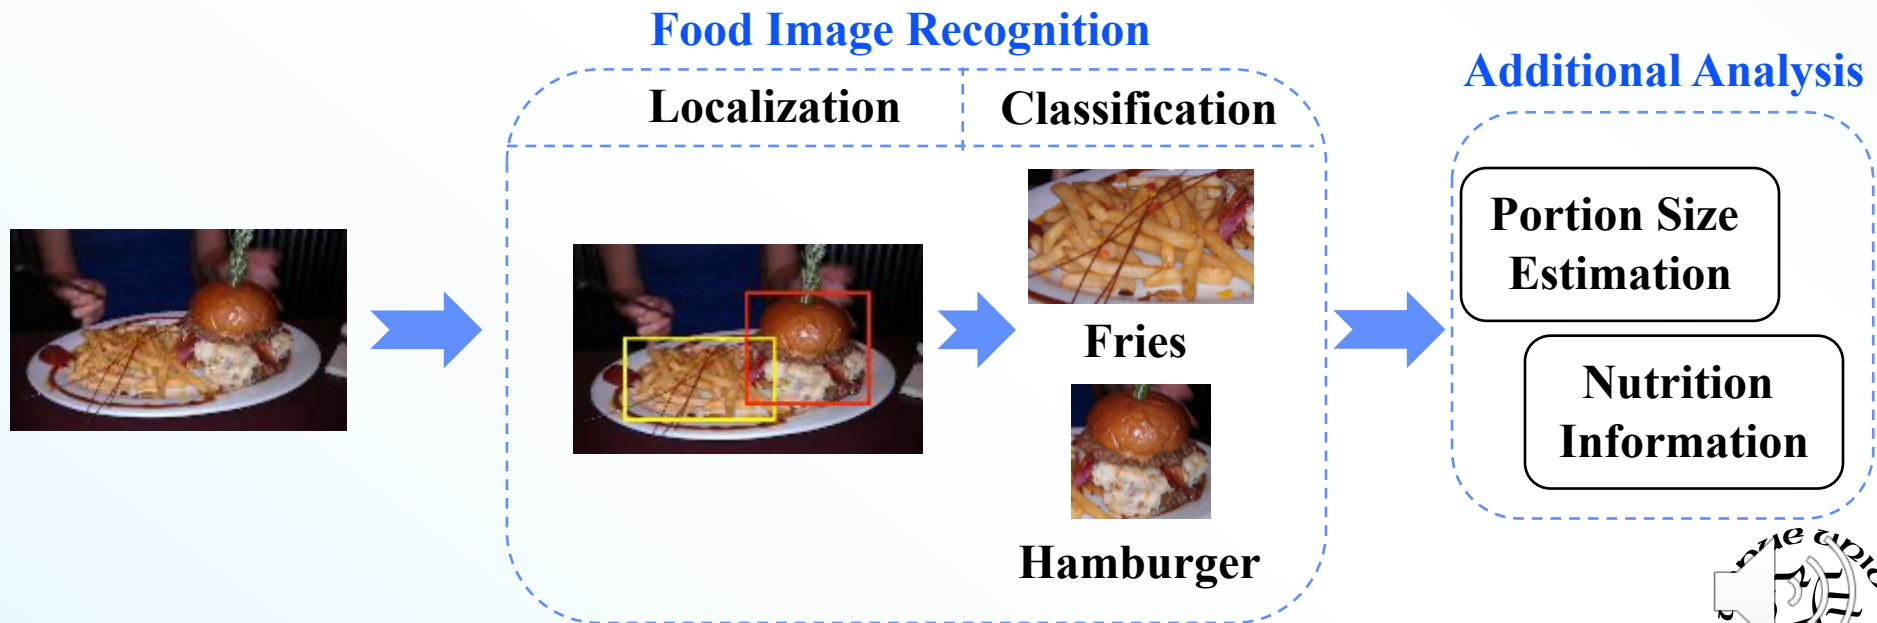 Food Image Recognition
Localization
Classification
Fries
Hamburger
Additional Analysis
Portion Size
Estimation
Nutrition
Information